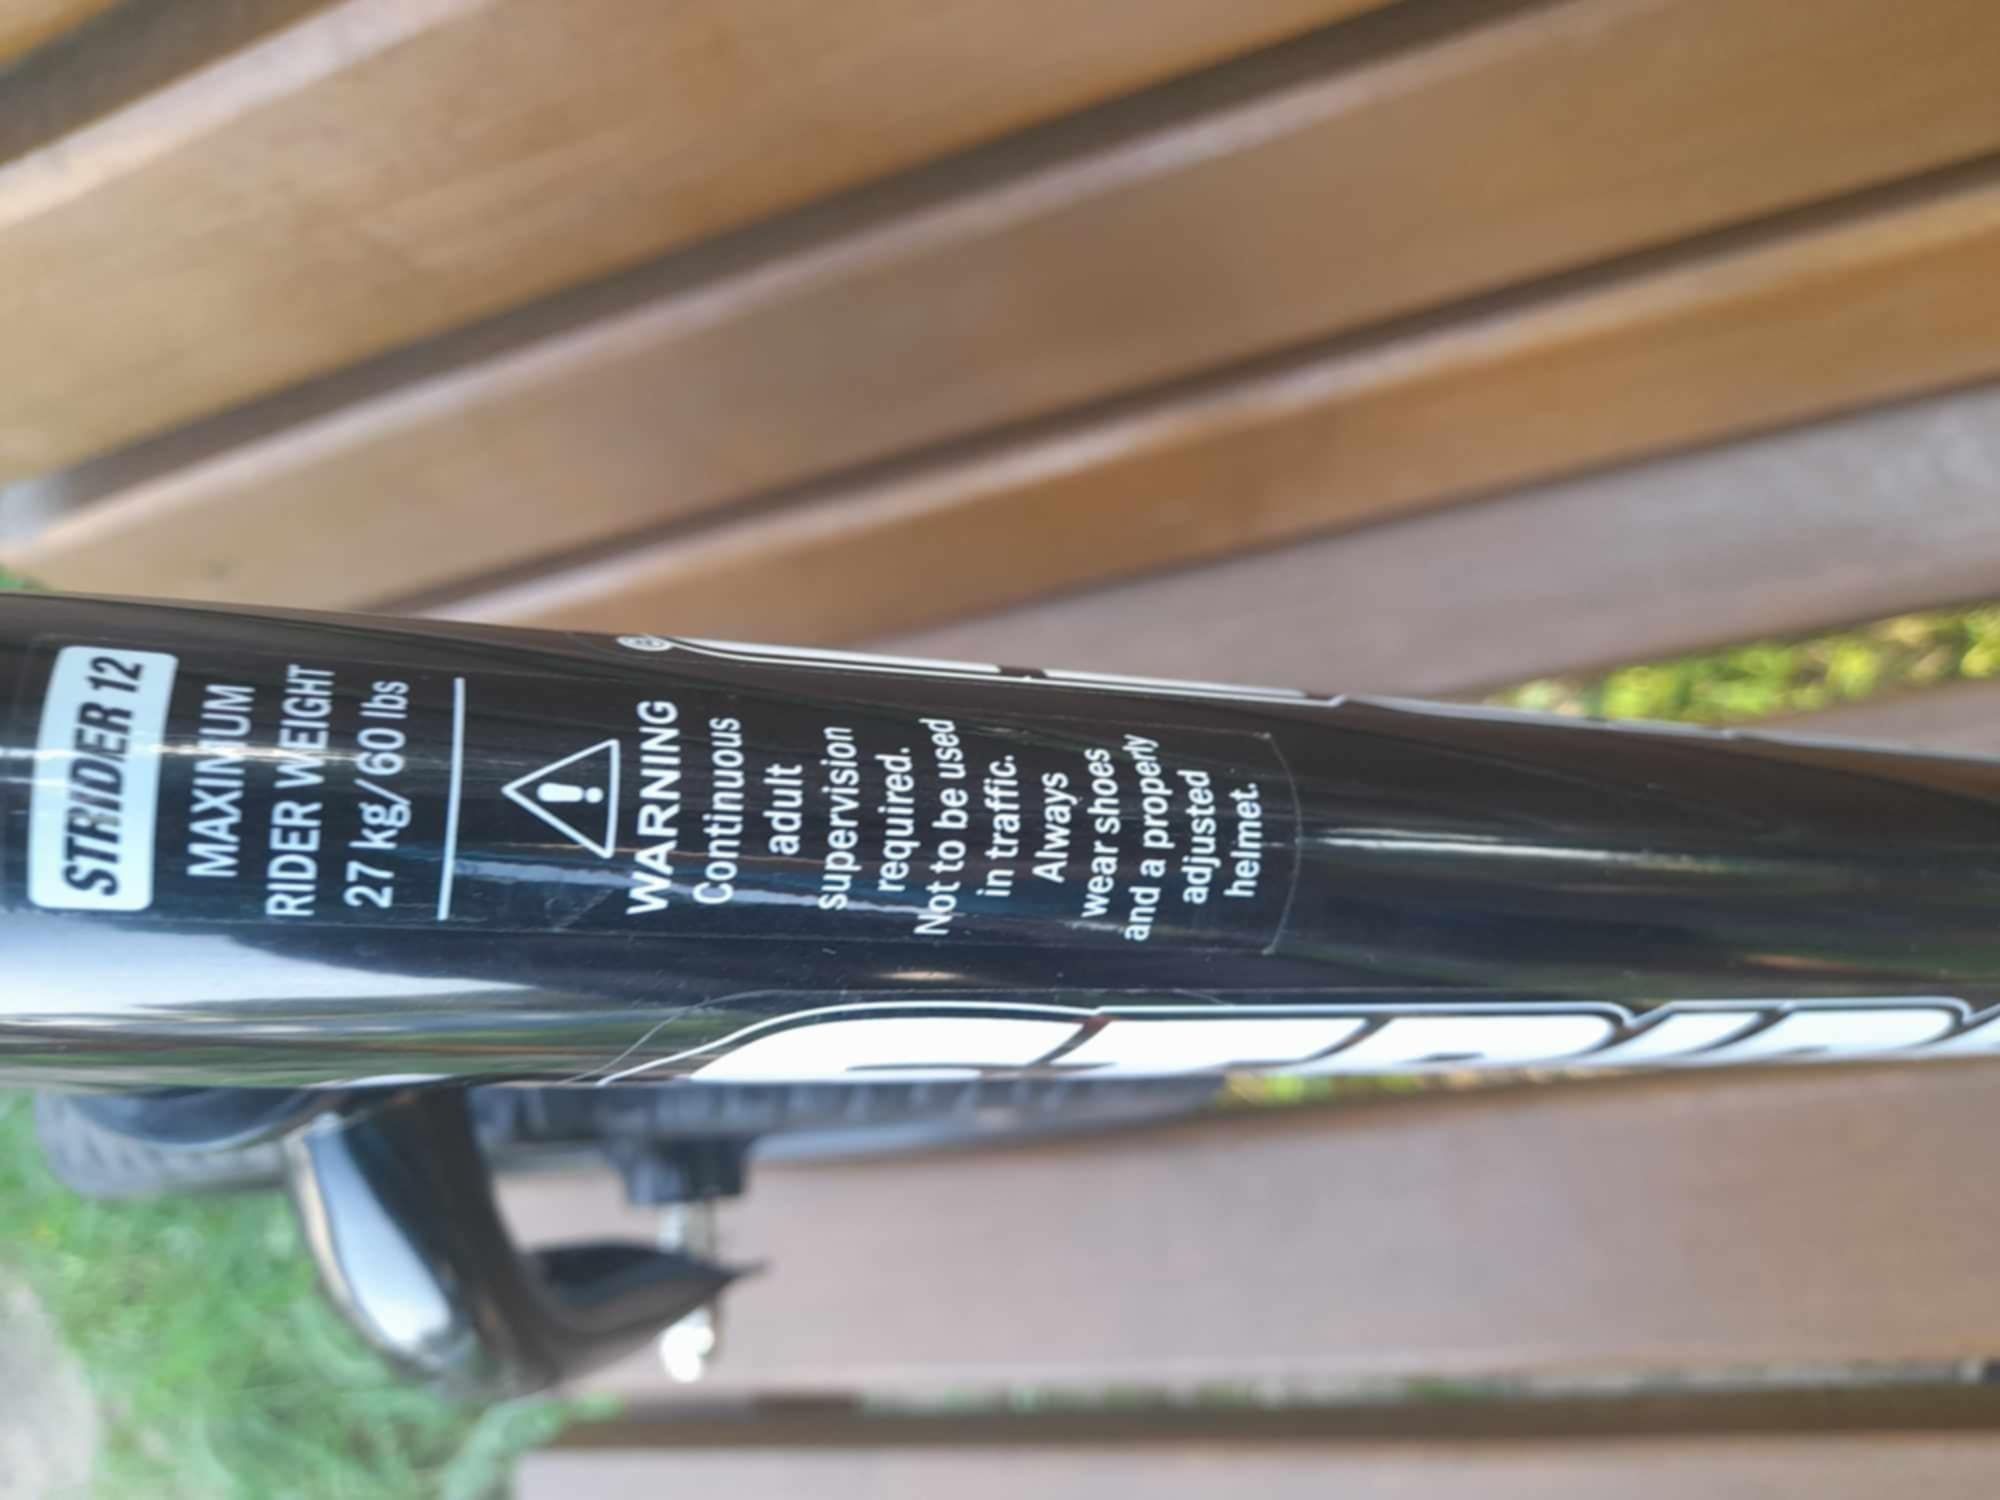 STRIDER 12
MAXIMUM
RIDER WEIGHT
27 kg/60 lbs
WARNING
Continuous
adult
supervision
required.
Not to be used
in traffic.
Always
wear shoes
and a properly
adjusted
helmet.
®